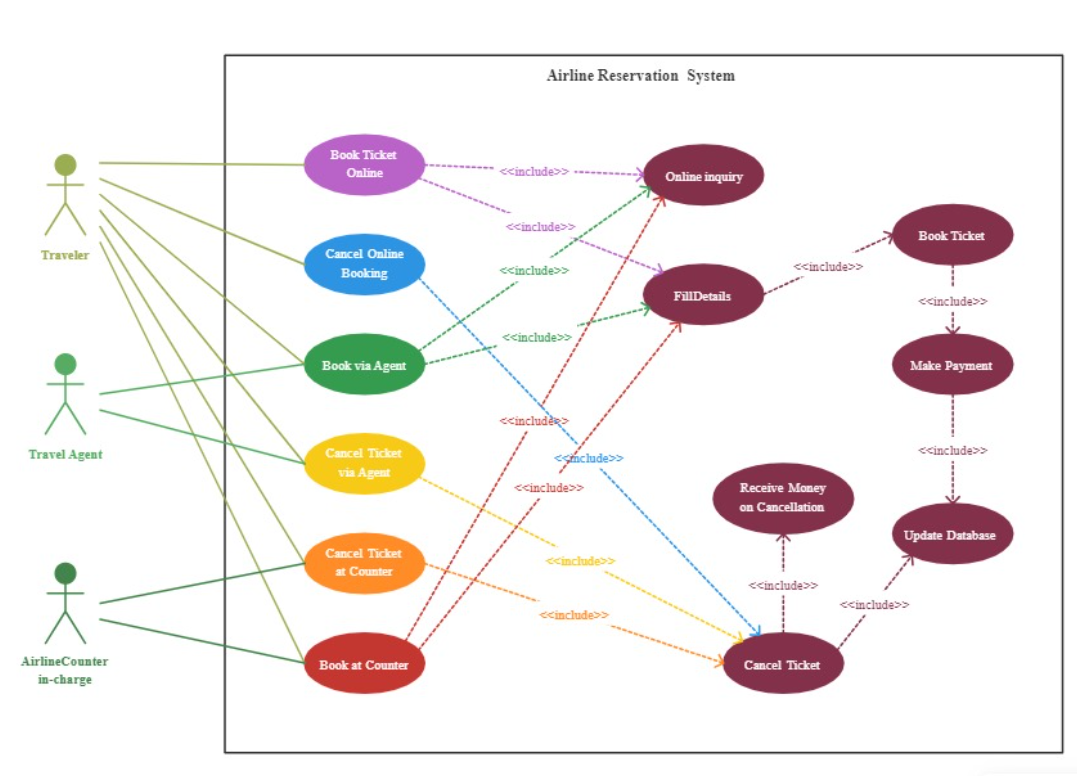 Airline Reservation System
Book Ticket
Online
<<include>>
Online inquiry
Traveler
<<include>>
Book Ticket
Cancel Online
Booking
<<include>>
<<include>>
FillDetails
<<include>>
<<include>>
Book via Agent
Make Payment
Travel Agent
<<include>>
Cancel Ticket
via Agent
<<include>>
<<include>>
<<include>>
Receive Money
on Cancellation
Update Database
Cancel Ticket
at Counter
<<include>>
<<include>>
<<include>>
<<include>>
AirlineCounter
in-charge
Book at Counter
Cancel Ticket